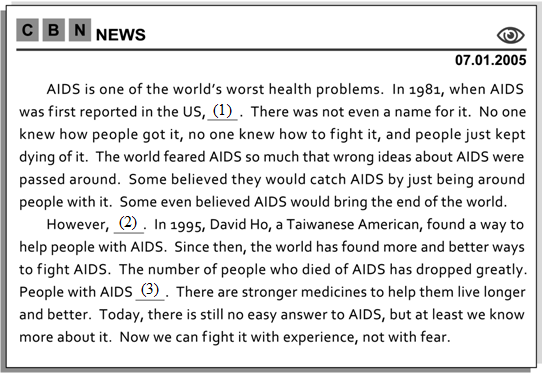 C B N NEWS
07.01.2005
AIDS is one of the world's worst health problems. In 1981, when AIDS
was first reported in the US, (1) . There was not even a name for it. No one
knew how people got it, no one knew how to fight it, and people just kept
dying of it. The world feared AIDS so much that wrong ideas about AIDS were
passed around. Some believed they would catch AIDS by just being around
people with it. Some even believed AIDS would bring the end of the world.
However, (2) . In 1995, David Ho, a Taiwanese American, found a way to
help people with AIDS. Since then, the world has found more and better ways
to fight AIDS. The number of people who died of AIDS has dropped greatly.
People with AIDS (3) . There are stronger medicines to help them live longer
and better. Today, there is still no easy answer to AIDS, but at least we know
more about it. Now we can fight it with experience, not with fear.